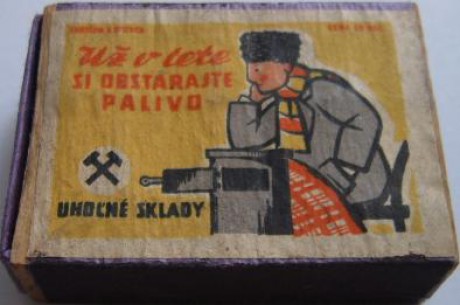 Už v lete
SI OBSTARAJTE
PALIVO
UHOĽNÉ SKLADY